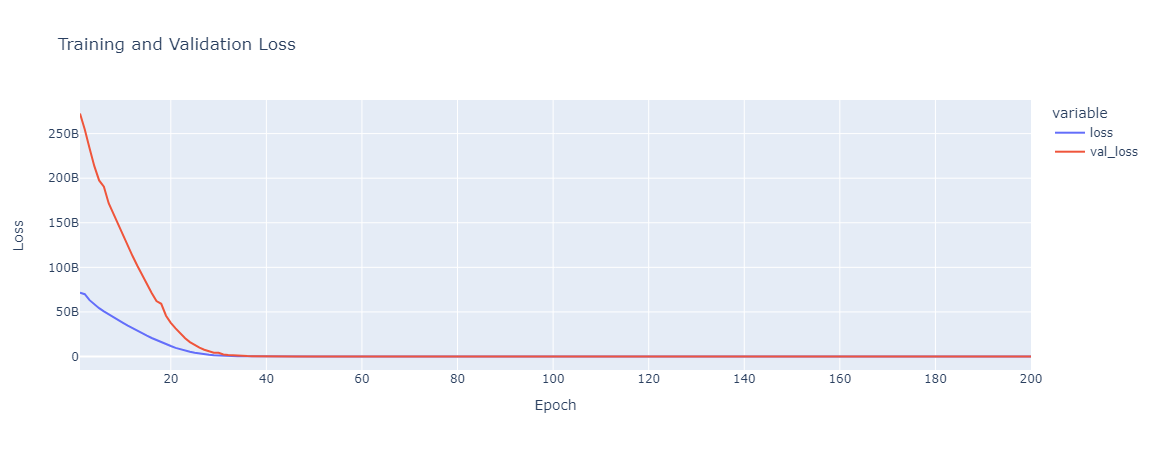 Training and Validation Loss
variable
loss
val_loss
250B
200B
150B
100B
50B
0
Loss
20 40 60 80 100 120 140 160 180 200
Epoch